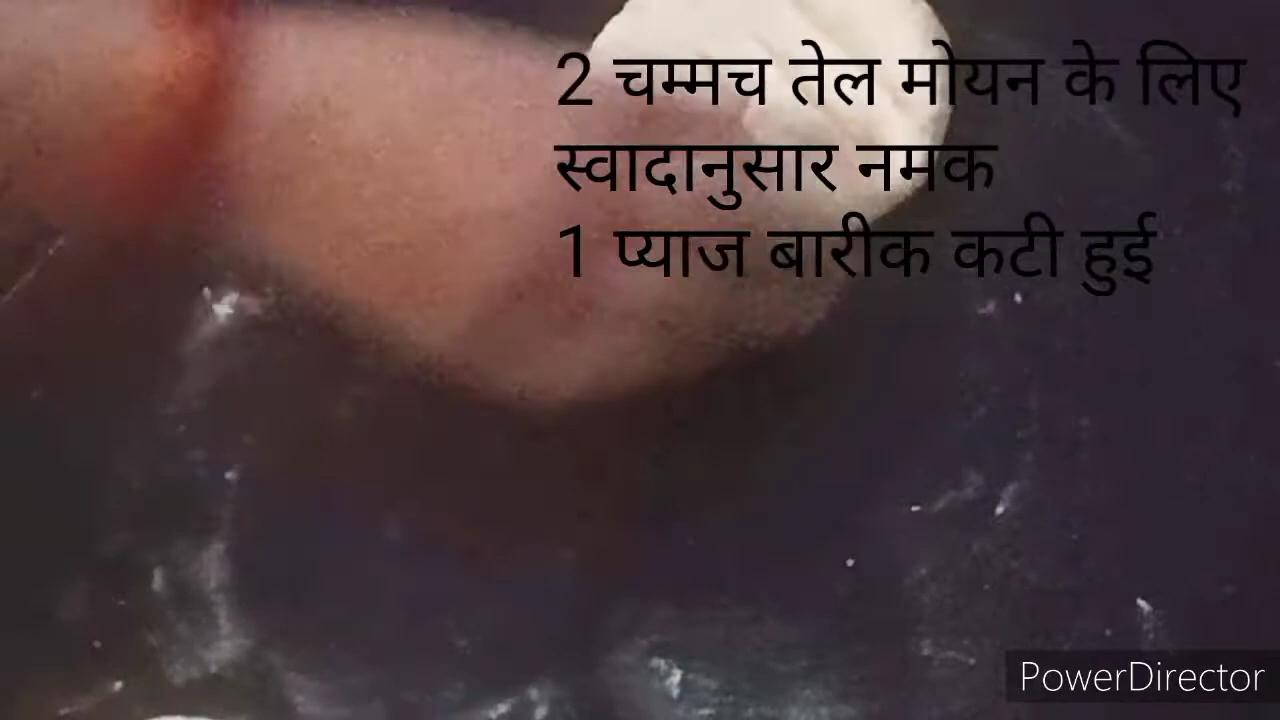 2 चम्मच तेल मोयन के लिए
स्वादानुसार नमक
1 प्याज बारीक कटी हुई
PowerDirector